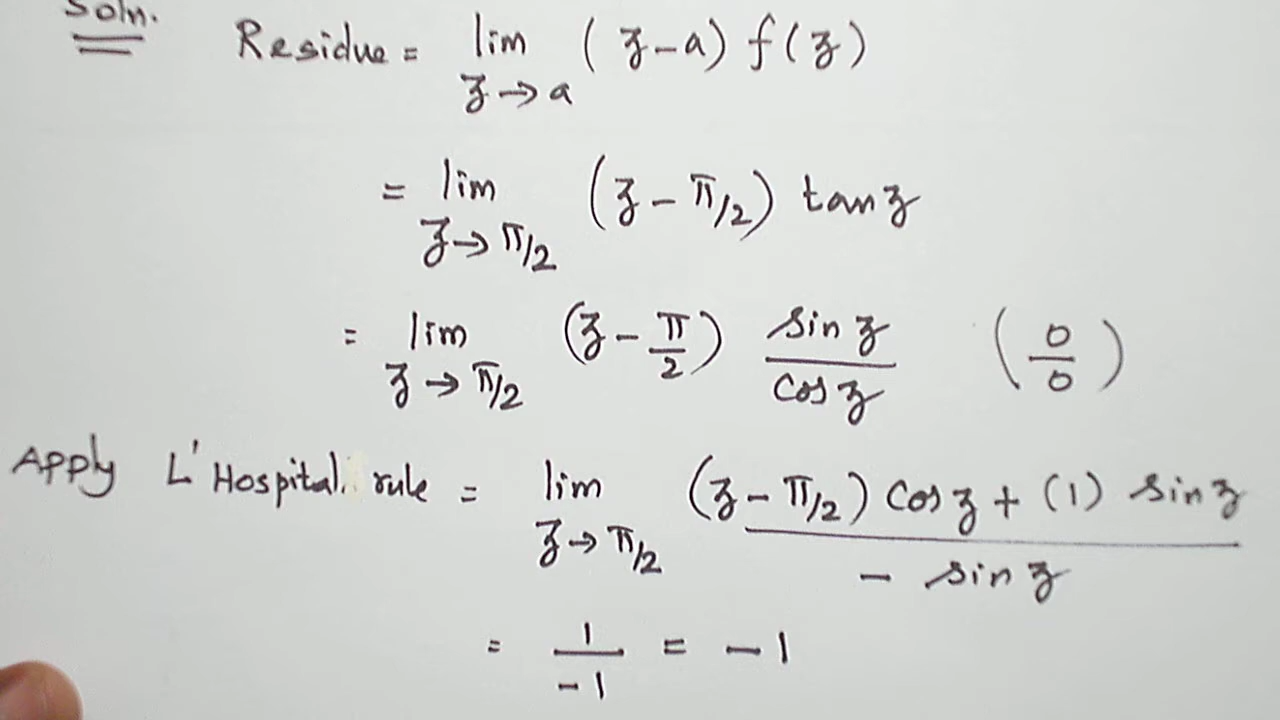 Soln.
Residue = lim z→a (z-a) f(z)
= lim z→π/2 (z-π/2) tan z
= lim z→π/2 (z-π/2) sin z/cos z (0/0)
Apply L'Hospital. rule = lim z→π/2 (z-π/2) cos z + (1) sin z / - sin z
= 1/-1 = -1